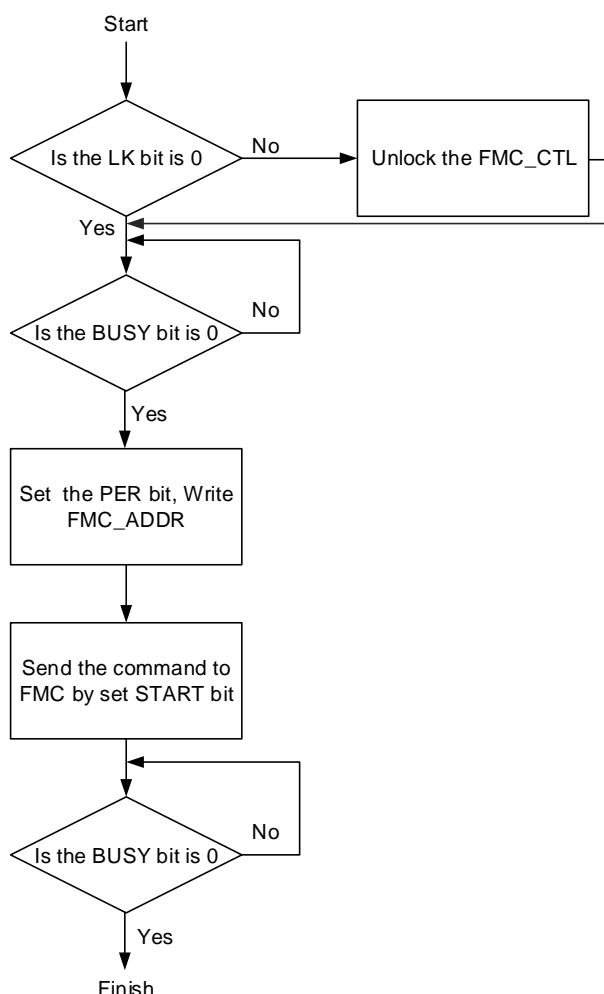 Start
Is the LK bit is 0
No
Unlock the FMC_CTL
Yes
Is the BUSY bit is 0
No
Yes
Set  the PER bit, Write
FMC_ADDR
Send the command to
FMC by set START bit
Is the BUSY bit is 0
No
Yes
Finish